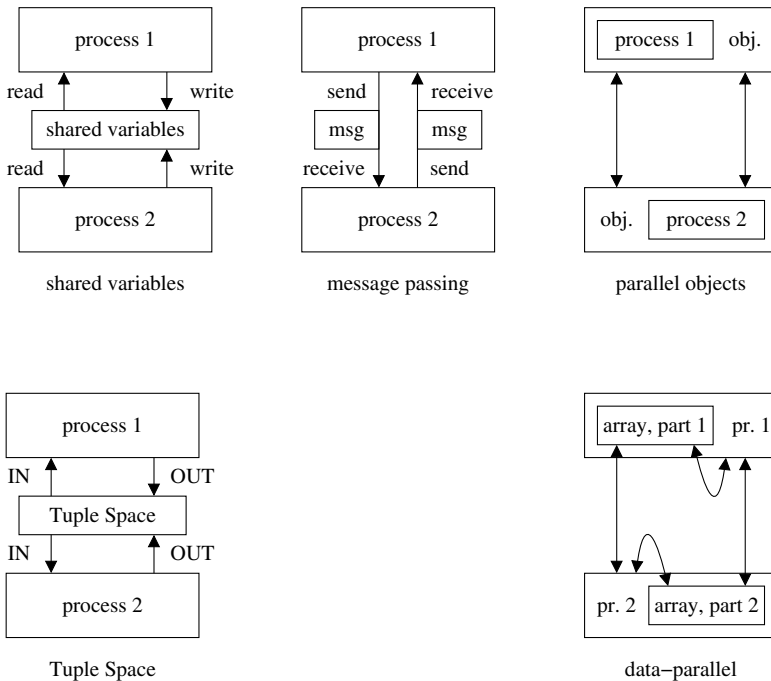 process 1
read
write
shared variables
read
write
process 2
shared variables
process 1
send
receive
msg
msg
receive
send
process 2
message passing
process 1
obj.
obj.
process 2
parallel objects
process 1
IN
OUT
Tuple Space
IN
OUT
process 2
Tuple Space
array, part 1
pr. 1
pr. 2
array, part 2
data−parallel